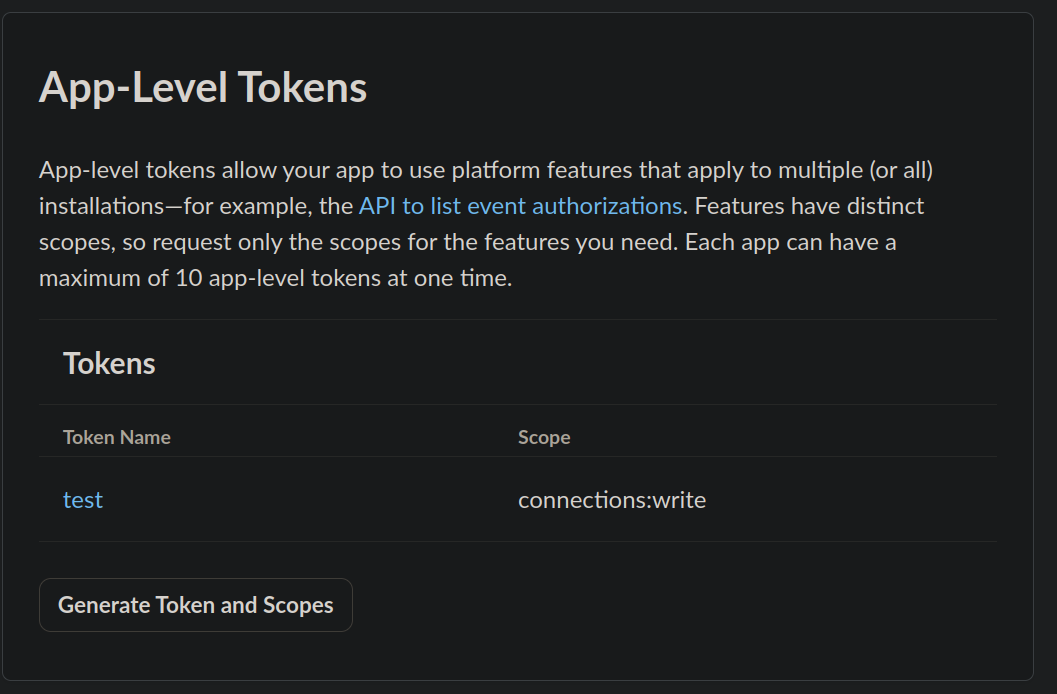 App-Level Tokens
App-level tokens allow your app to use platform features that apply to multiple (or all)
installations—for example, the API to list event authorizations. Features have distinct
scopes, so request only the scopes for the features you need. Each app can have a
maximum of 10 app-level tokens at one time.
Tokens
Token Name Scope
test connections:write
Generate Token and Scopes